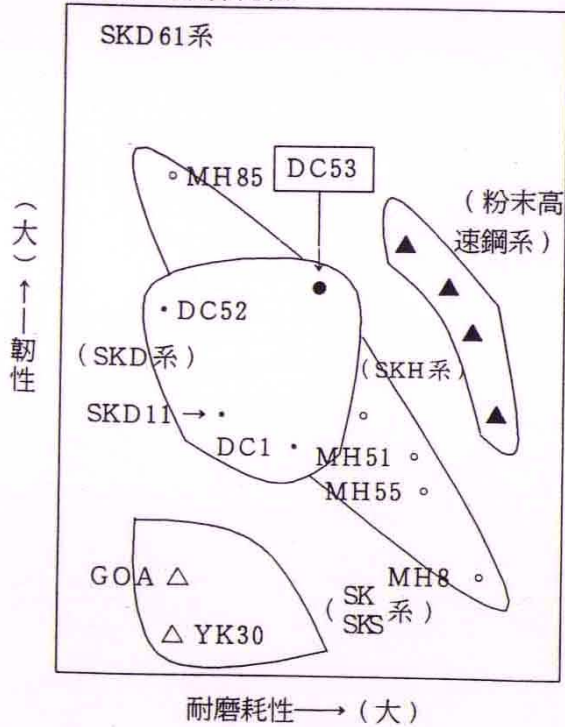 SKD61系
MH85
DC53
(粉末高
速鋼系)
DC52
(SKD系)
(SKH系)
SKD11→
DC1
MH51
MH55
GOA
MH8
(SK
SKS系)
YK30
(大)←—韌性
耐磨耗性—→(大)